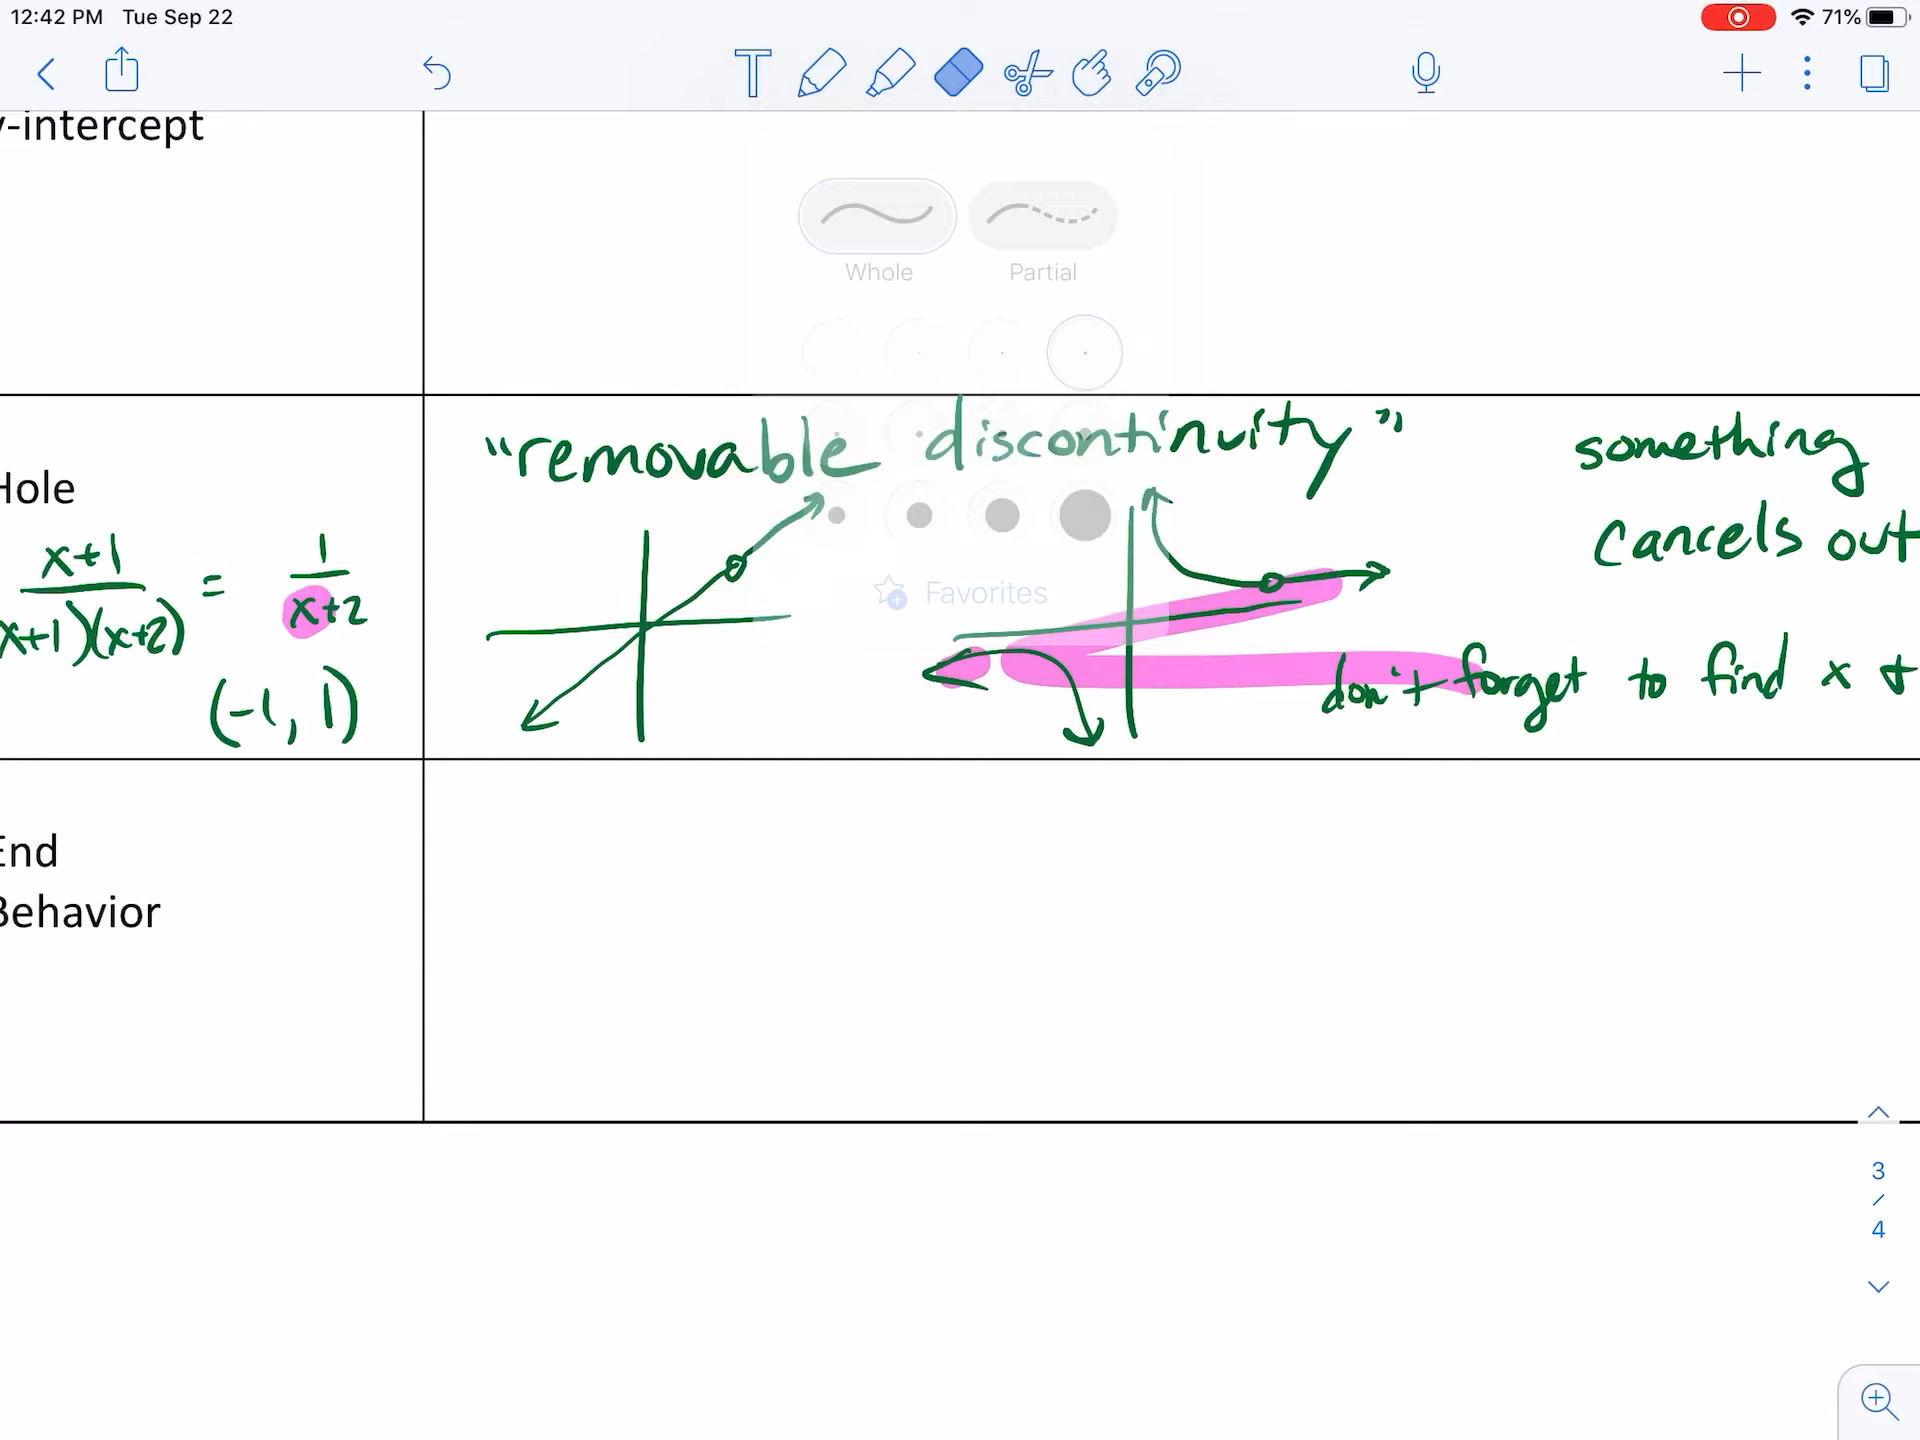 12:42 PM Tue Sep 22
71%
-intercept
Whole Partial
"removable discontinuity"
something
cancels out
Hole
x+1
1
=
x+1)(x+2)
x+2
(-1, 1)
Favorites
don't forget to find x +
End
Behavior
3
/
4